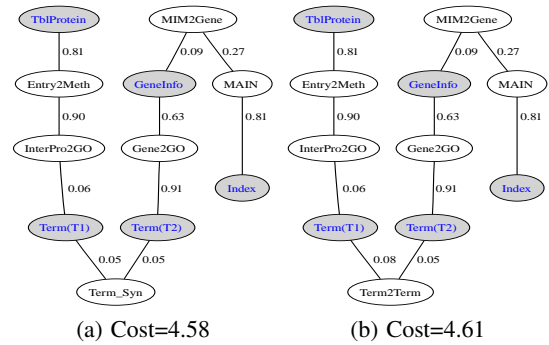 TblProtein
MIM2Gene
0.81
0.09
0.27
Entry2Meth
GeneInfo
MAIN
0.90
0.63
0.81
InterPro2GO
Gene2GO
0.06
0.91
Index
Term(T1)
Term(T2)
0.05
0.05
Term_Syn
(a) Cost=4.58
TblProtein
MIM2Gene
0.81
0.09
0.27
Entry2Meth
GeneInfo
MAIN
0.90
0.63
0.81
InterPro2GO
Gene2GO
0.06
0.91
Index
Term(T1)
Term(T2)
0.08
0.05
Term2Term
(b) Cost=4.61